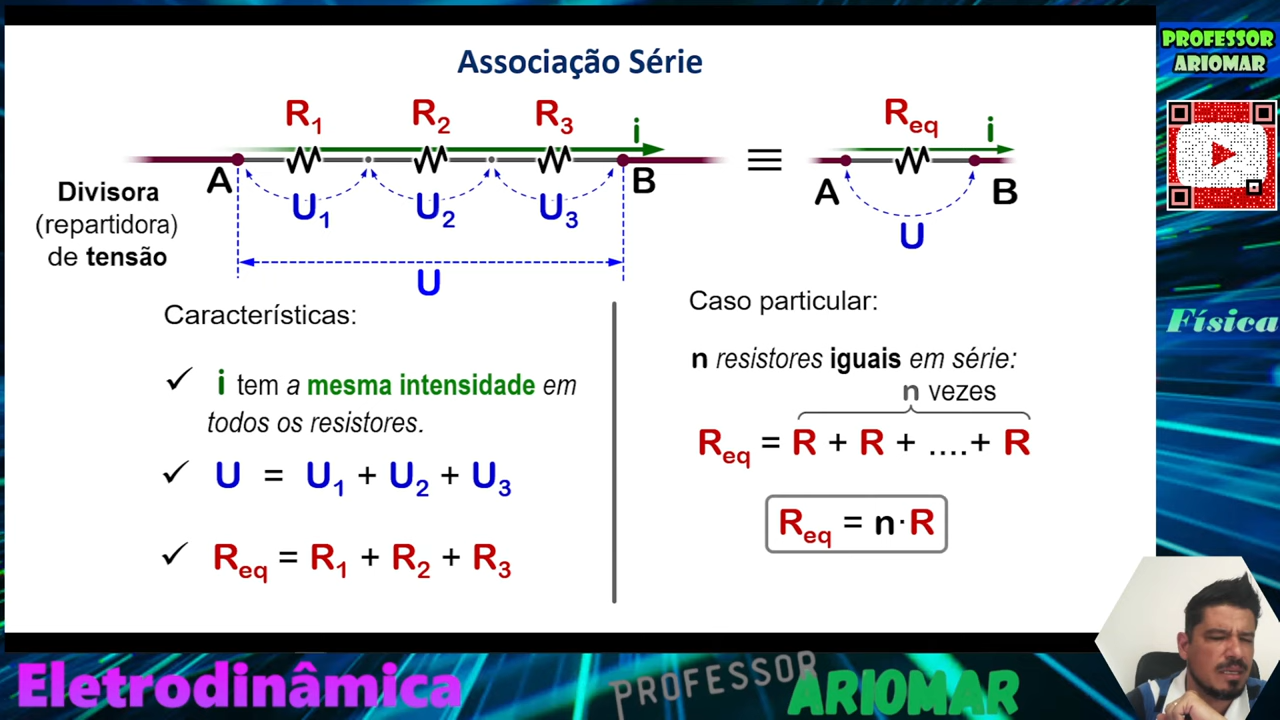 Associação Série
R1 R2 R3 i
A B
U1 U2 U3
U
Divisora
(repartidora)
de tensão
≡
Req i
A B
U
Características:
✓ i tem a mesma intensidade em
todos os resistores.
✓ U = U1 + U2 + U3
✓ Req = R1 + R2 + R3
Caso particular:
n resistores iguais em série:
n vezes
Req = R + R + ....+ R
Req = n·R
PROFESSOR
ARIOMAR
Física
Eletrodinâmica
PROFESSOR
ARIOMAR